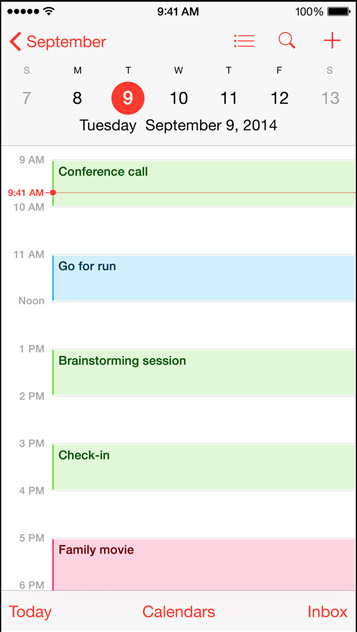 9:41 AM 100%
September
S M T W T F S
7 8 9 10 11 12 13
Tuesday September 9, 2014
9 AM
Conference call
9:41 AM
10 AM
11 AM
Go for run
Noon
1 PM
Brainstorming session
2 PM
3 PM
Check-in
4 PM
5 PM
Family movie
6 PM
Today Calendars Inbox